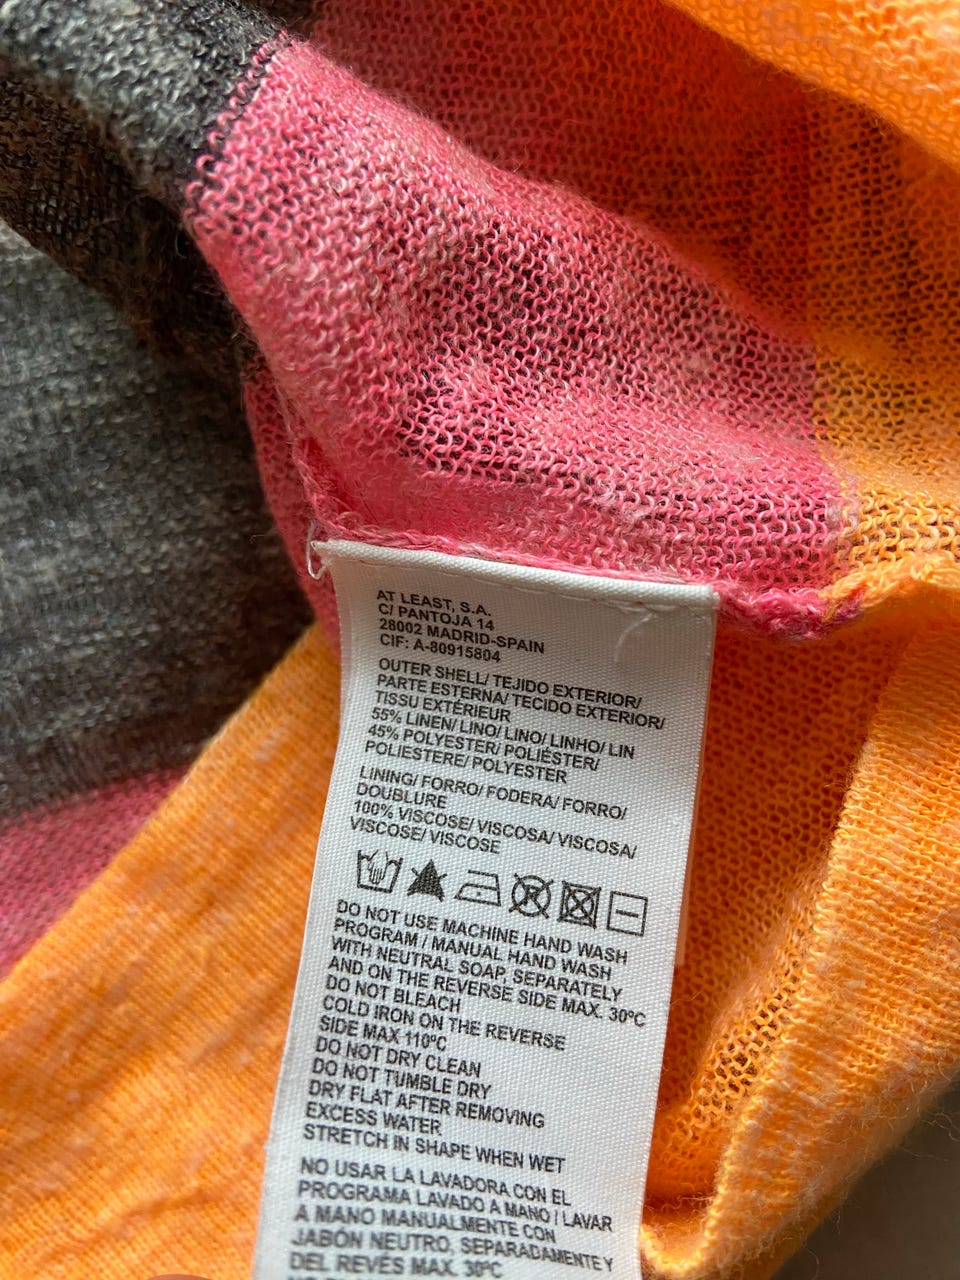 AT LEAST, S.A.
C/ PANTOJA 14
28002 MADRID-SPAIN
CIF: A-80915804
OUTER SHELL/ TEJIDO EXTERIOR/
PARTE ESTERNA/ TECIDO EXTERIOR/
TISSU EXTÉRIEUR
55% LINEN/ LINO/ LINO/ LINHO/ LIN
45% POLYESTER/ POLIÉSTER/
POLIESTERE/ POLYESTER
LINING/ FORRO/ FODERA/ FORRO/
DOUBLURE
100% VISCOSE/ VISCOSA/ VISCOSA/
VISCOSE/ VISCOSE
DO NOT USE MACHINE HAND WASH
PROGRAM / MANUAL HAND WASH
WITH NEUTRAL SOAP, SEPARATELY
AND ON THE REVERSE SIDE MAX. 30ºC
DO NOT BLEACH
COLD IRON ON THE REVERSE
SIDE MAX 110ºC
DO NOT DRY CLEAN
DO NOT TUMBLE DRY
DRY FLAT AFTER REMOVING
EXCESS WATER
STRETCH IN SHAPE WHEN WET
NO USAR LA LAVADORA CON EL
PROGRAMA LAVADO A MANO / LAVAR
A MANO MANUALMENTE CON
JABÓN NEUTRO, SEPARADAMENTE Y
DEL REVÉS MAX. 30ºC